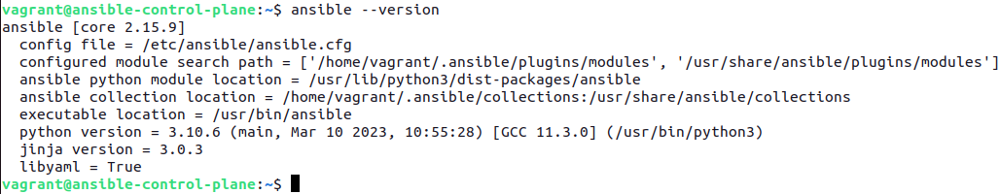 vagrant@ansible-control-plane:~$ ansible --version
ansible [core 2.15.9]
  config file = /etc/ansible/ansible.cfg
  configured module search path = ['/home/vagrant/.ansible/plugins/modules', '/usr/share/ansible/plugins/modules']
  ansible python module location = /usr/lib/python3/dist-packages/ansible
  ansible collection location = /home/vagrant/.ansible/collections:/usr/share/ansible/collections
  executable location = /usr/bin/ansible
  python version = 3.10.6 (main, Mar 10 2023, 10:55:28) [GCC 11.3.0] (/usr/bin/python3)
  jinja version = 3.0.3
  libyaml = True
vagrant@ansible-control-plane:~$